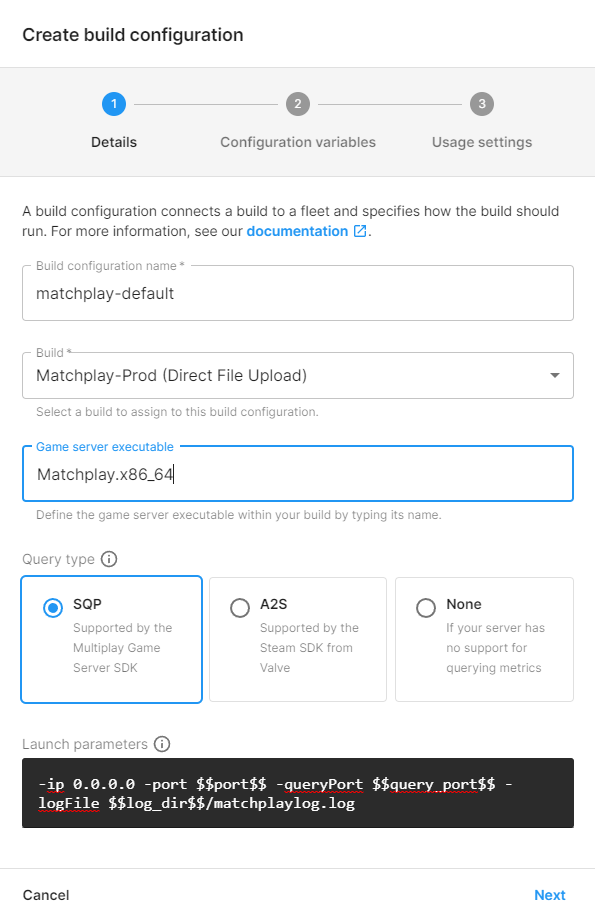 Create build configuration
1 2 3
Details Configuration variables Usage settings
A build configuration connects a build to a fleet and specifies how the build should
run. For more information, see our documentation.
Build configuration name *
matchplay-default
Build *
Matchplay-Prod (Direct File Upload)
Select a build to assign to this build configuration.
Game server executable
Matchplay.x86_64
Define the game server executable within your build by typing its name.
Query type
SQP
Supported by the
Multiplay Game
Server SDK
A2S
Supported by the
Steam SDK from
Valve
None
If your server has
no support for
querying metrics
Launch parameters
-ip 0.0.0.0 -port $$port$$ -queryPort $$query_port$$ -
logFile $$log_dir$$/matchplaylog.log
Cancel Next